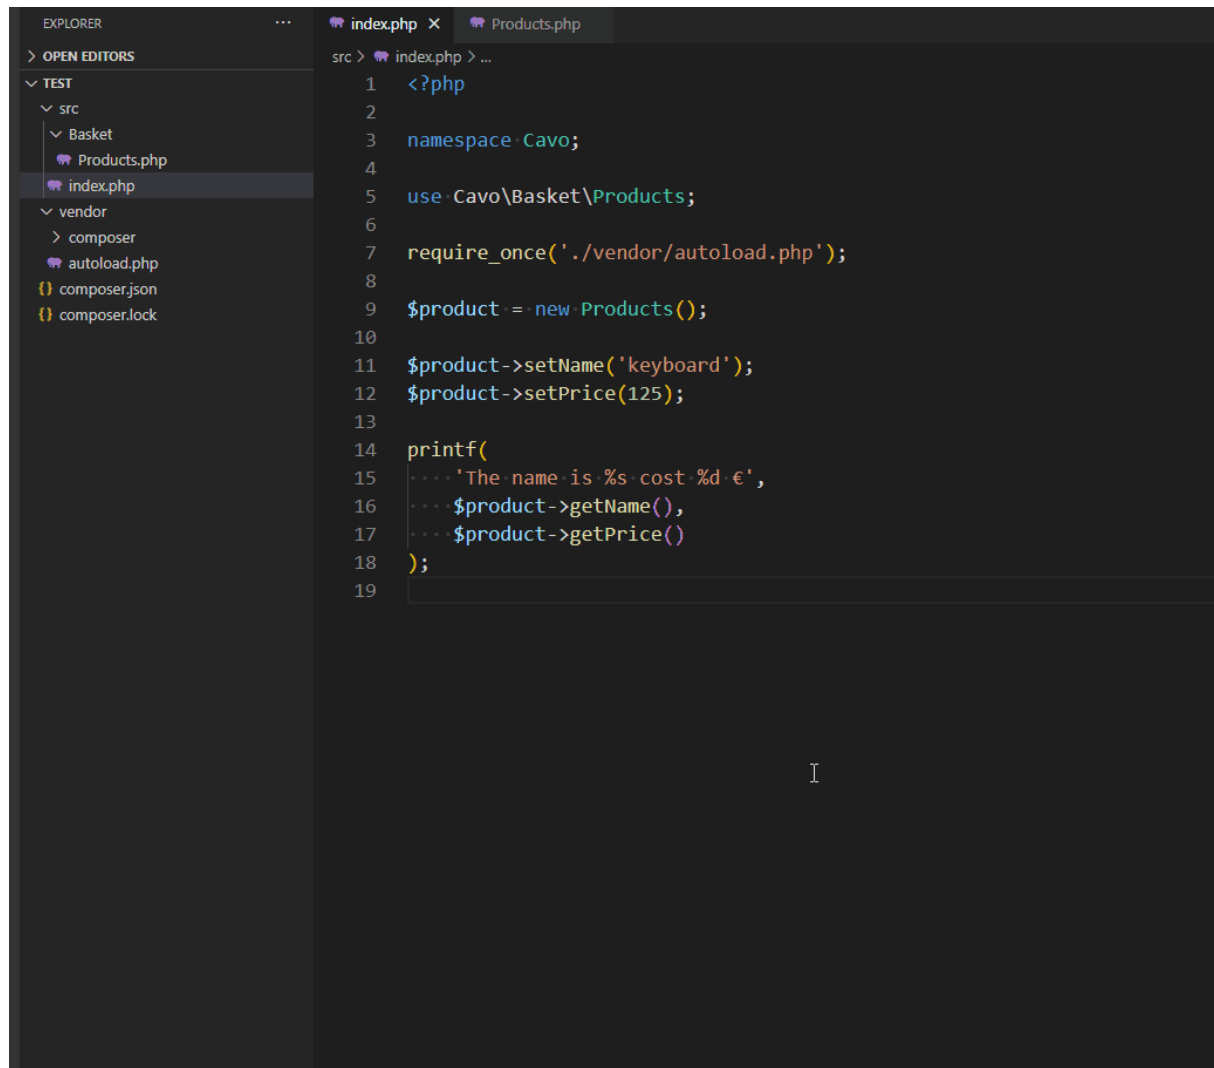 EXPLORER ···
OPEN EDITORS
TEST
src
Basket
Products.php
index.php
vendor
composer
autoload.php
{} composer.json
{} composer.lock
index.php Products.php
src > index.php > ...
1 <?php
2
3 namespace Cavo;
4
5 use Cavo\Basket\Products;
6
7 require_once('./vendor/autoload.php');
8
9 $product = new Products();
10
11 $product->setName('keyboard');
12 $product->setPrice(125);
13
14 printf(
15     'The name is %s cost %d €',
16     $product->getName(),
17     $product->getPrice()
18 );
19